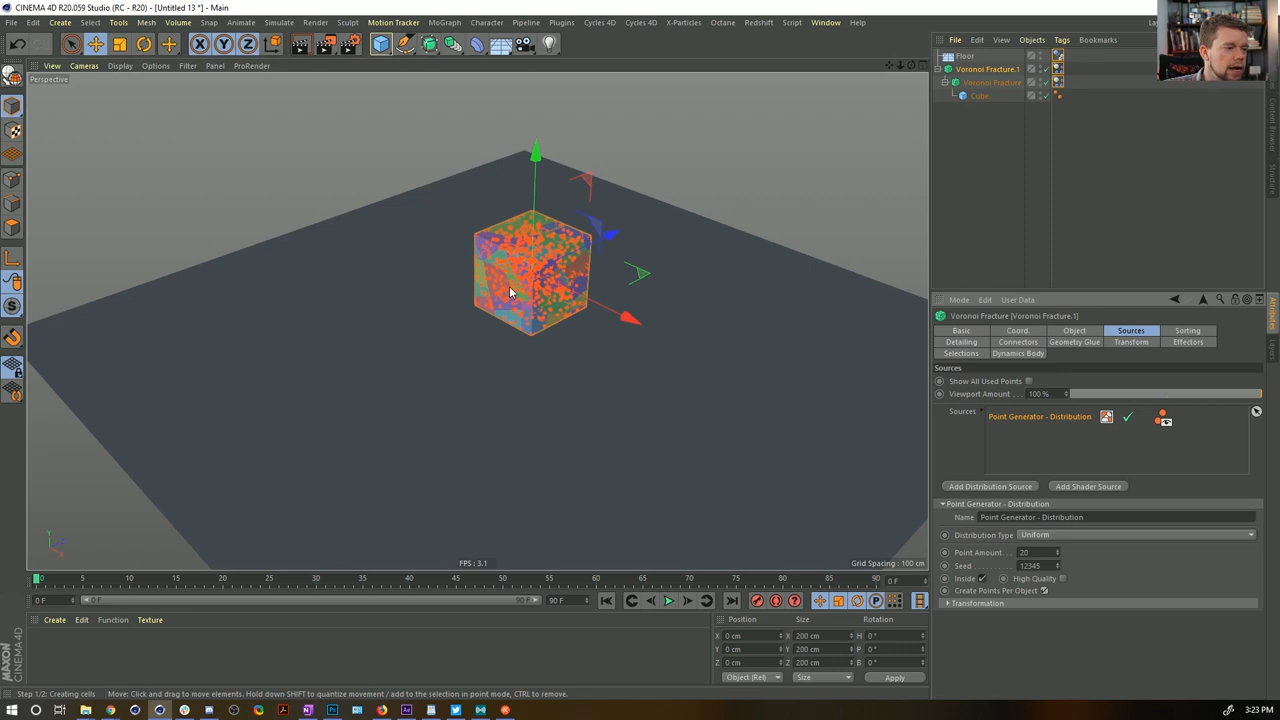 CINEMA 4D R20.059 Studio (RC - R20) - [Untitled 13 *] - Main
File Edit Create Select Tools Mesh Volume Snap Animate Simulate Render Sculpt Motion Tracker MoGraph Character Pipeline Plugins Cycles 4D Cycles 4D X-Particles Octane Redshift Script Window Help
File Edit View Objects Tags Bookmarks
View Cameras Display Options Filter Panel ProRender
Perspective
Floor
Voronoi Fracture.1
Voronoi Fracture
Cube
Content Browser
Structure
Mode Edit User Data
Voronoi Fracture [Voronoi Fracture.1]
Basic Coord. Object Sources Sorting
Detailing Connectors Geometry Glue Transform Effectors
Selections Dynamics Body
Attributes
Layers
Sources
Show All Used Points
Viewport Amount . . . 100 %
Sources
Point Generator - Distribution
Add Distribution Source Add Shader Source
Point Generator - Distribution
Name Point Generator - Distribution
Distribution Type Uniform
Point Amount . . 20
Seed . . . . . . . . 12345
Inside High Quality
Create Points Per Object
Transformation
Y
FPS : 3.1
Grid Spacing : 100 cm
0 5 10 15 20 25 30 35 40 45 50 55 60 65 70 75 80 85 90 0 F
0 F 0 F 90 F 90 F
Create Edit Function Texture
Position Size Rotation
X 0 cm X 200 cm H 0 °
Y 0 cm Y 200 cm P 0 °
Z 0 cm Z 200 cm B 0 °
Object (Rel) Size Apply
MAXON CINEMA 4D
Step 1/2: Creating cells Move: Click and drag to move elements. Hold down SHIFT to quantize movement / add to the selection in point mode, CTRL to remove.
3:23 PM